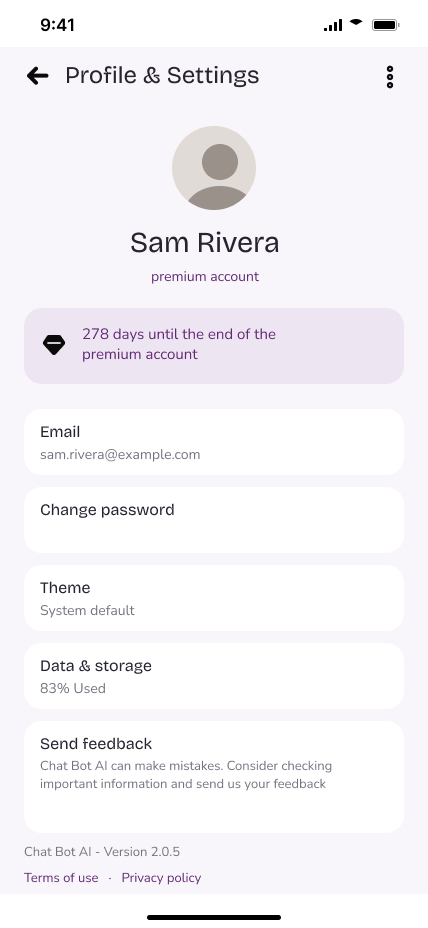 9:41
Profile & Settings
Sam Rivera
premium account
278 days until the end of the
premium account
Email
sam.rivera@example.com
Change password
Theme
System default
Data & storage
83% Used
Send feedback
Chat Bot AI can make mistakes. Consider checking
important information and send us your feedback
Chat Bot AI - Version 2.0.5
Terms of use · Privacy policy